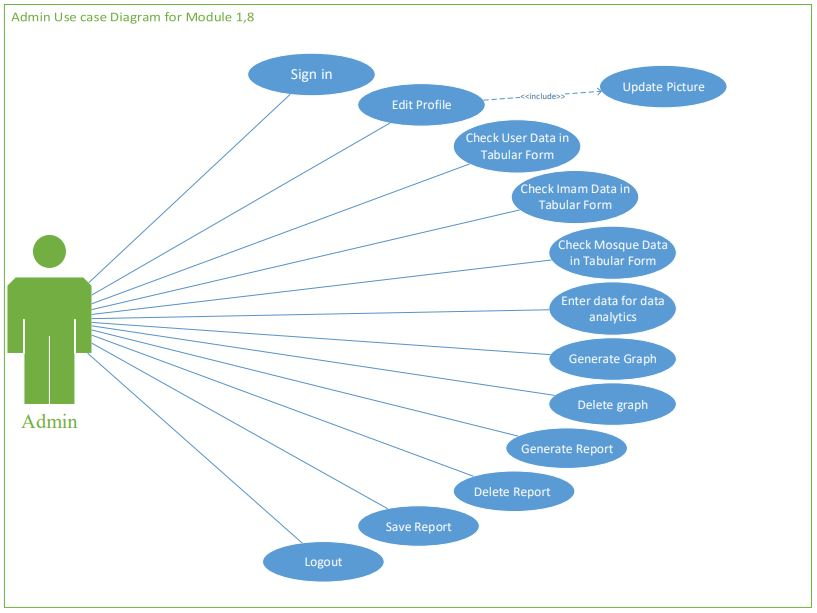 Admin Use case Diagram for Module 1,8
Sign in
Edit Profile
<<include>>
Update Picture
Check User Data in
Tabular Form
Check Imam Data in
Tabular Form
Check Mosque Data
in Tabular Form
Enter data for data
analytics
Generate Graph
Delete graph
Generate Report
Delete Report
Save Report
Logout
Admin